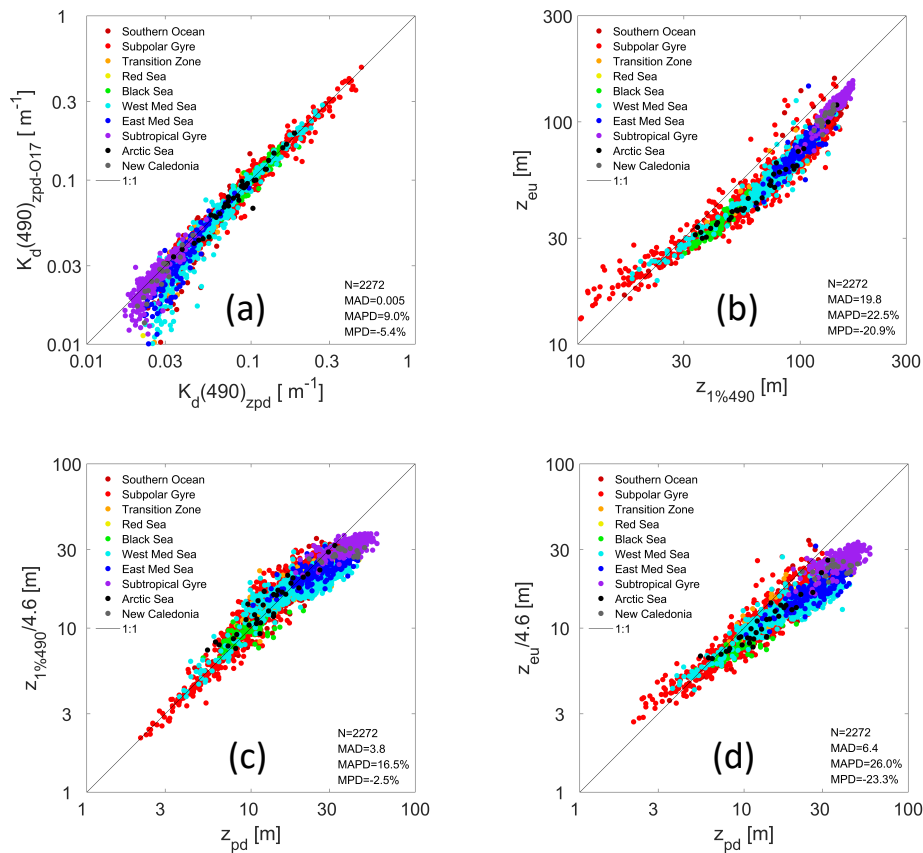 1
0.3
0.1
0.03
0.01
K_d(490)_zpd-O17 [ m^-1]
Southern Ocean
Subpolar Gyre
Transition Zone
Red Sea
Black Sea
West Med Sea
East Med Sea
Subtropical Gyre
Arctic Sea
New Caledonia
1:1
(a)
N=2272
MAD=0.005
MAPD=9.0%
MPD=-5.4%
0.01 0.03 0.1 0.3 1
K_d(490)_zpd [ m^-1]
300
100
30
10
z_eu [m]
Southern Ocean
Subpolar Gyre
Transition Zone
Red Sea
Black Sea
West Med Sea
East Med Sea
Subtropical Gyre
Arctic Sea
New Caledonia
1:1
(b)
N=2272
MAD=19.8
MAPD=22.5%
MPD=-20.9%
10 30 100 300
z_1%490 [m]
100
30
10
3
1
z_1%490/4.6 [m]
Southern Ocean
Subpolar Gyre
Transition Zone
Red Sea
Black Sea
West Med Sea
East Med Sea
Subtropical Gyre
Arctic Sea
New Caledonia
1:1
(c)
N=2272
MAD=3.8
MAPD=16.5%
MPD=-2.5%
1 3 10 30 100
z_pd [m]
100
30
10
3
1
z_eu/4.6 [m]
Southern Ocean
Subpolar Gyre
Transition Zone
Red Sea
Black Sea
West Med Sea
East Med Sea
Subtropical Gyre
Arctic Sea
New Caledonia
1:1
(d)
N=2272
MAD=6.4
MAPD=26.0%
MPD=-23.3%
1 3 10 30 100
z_pd [m]